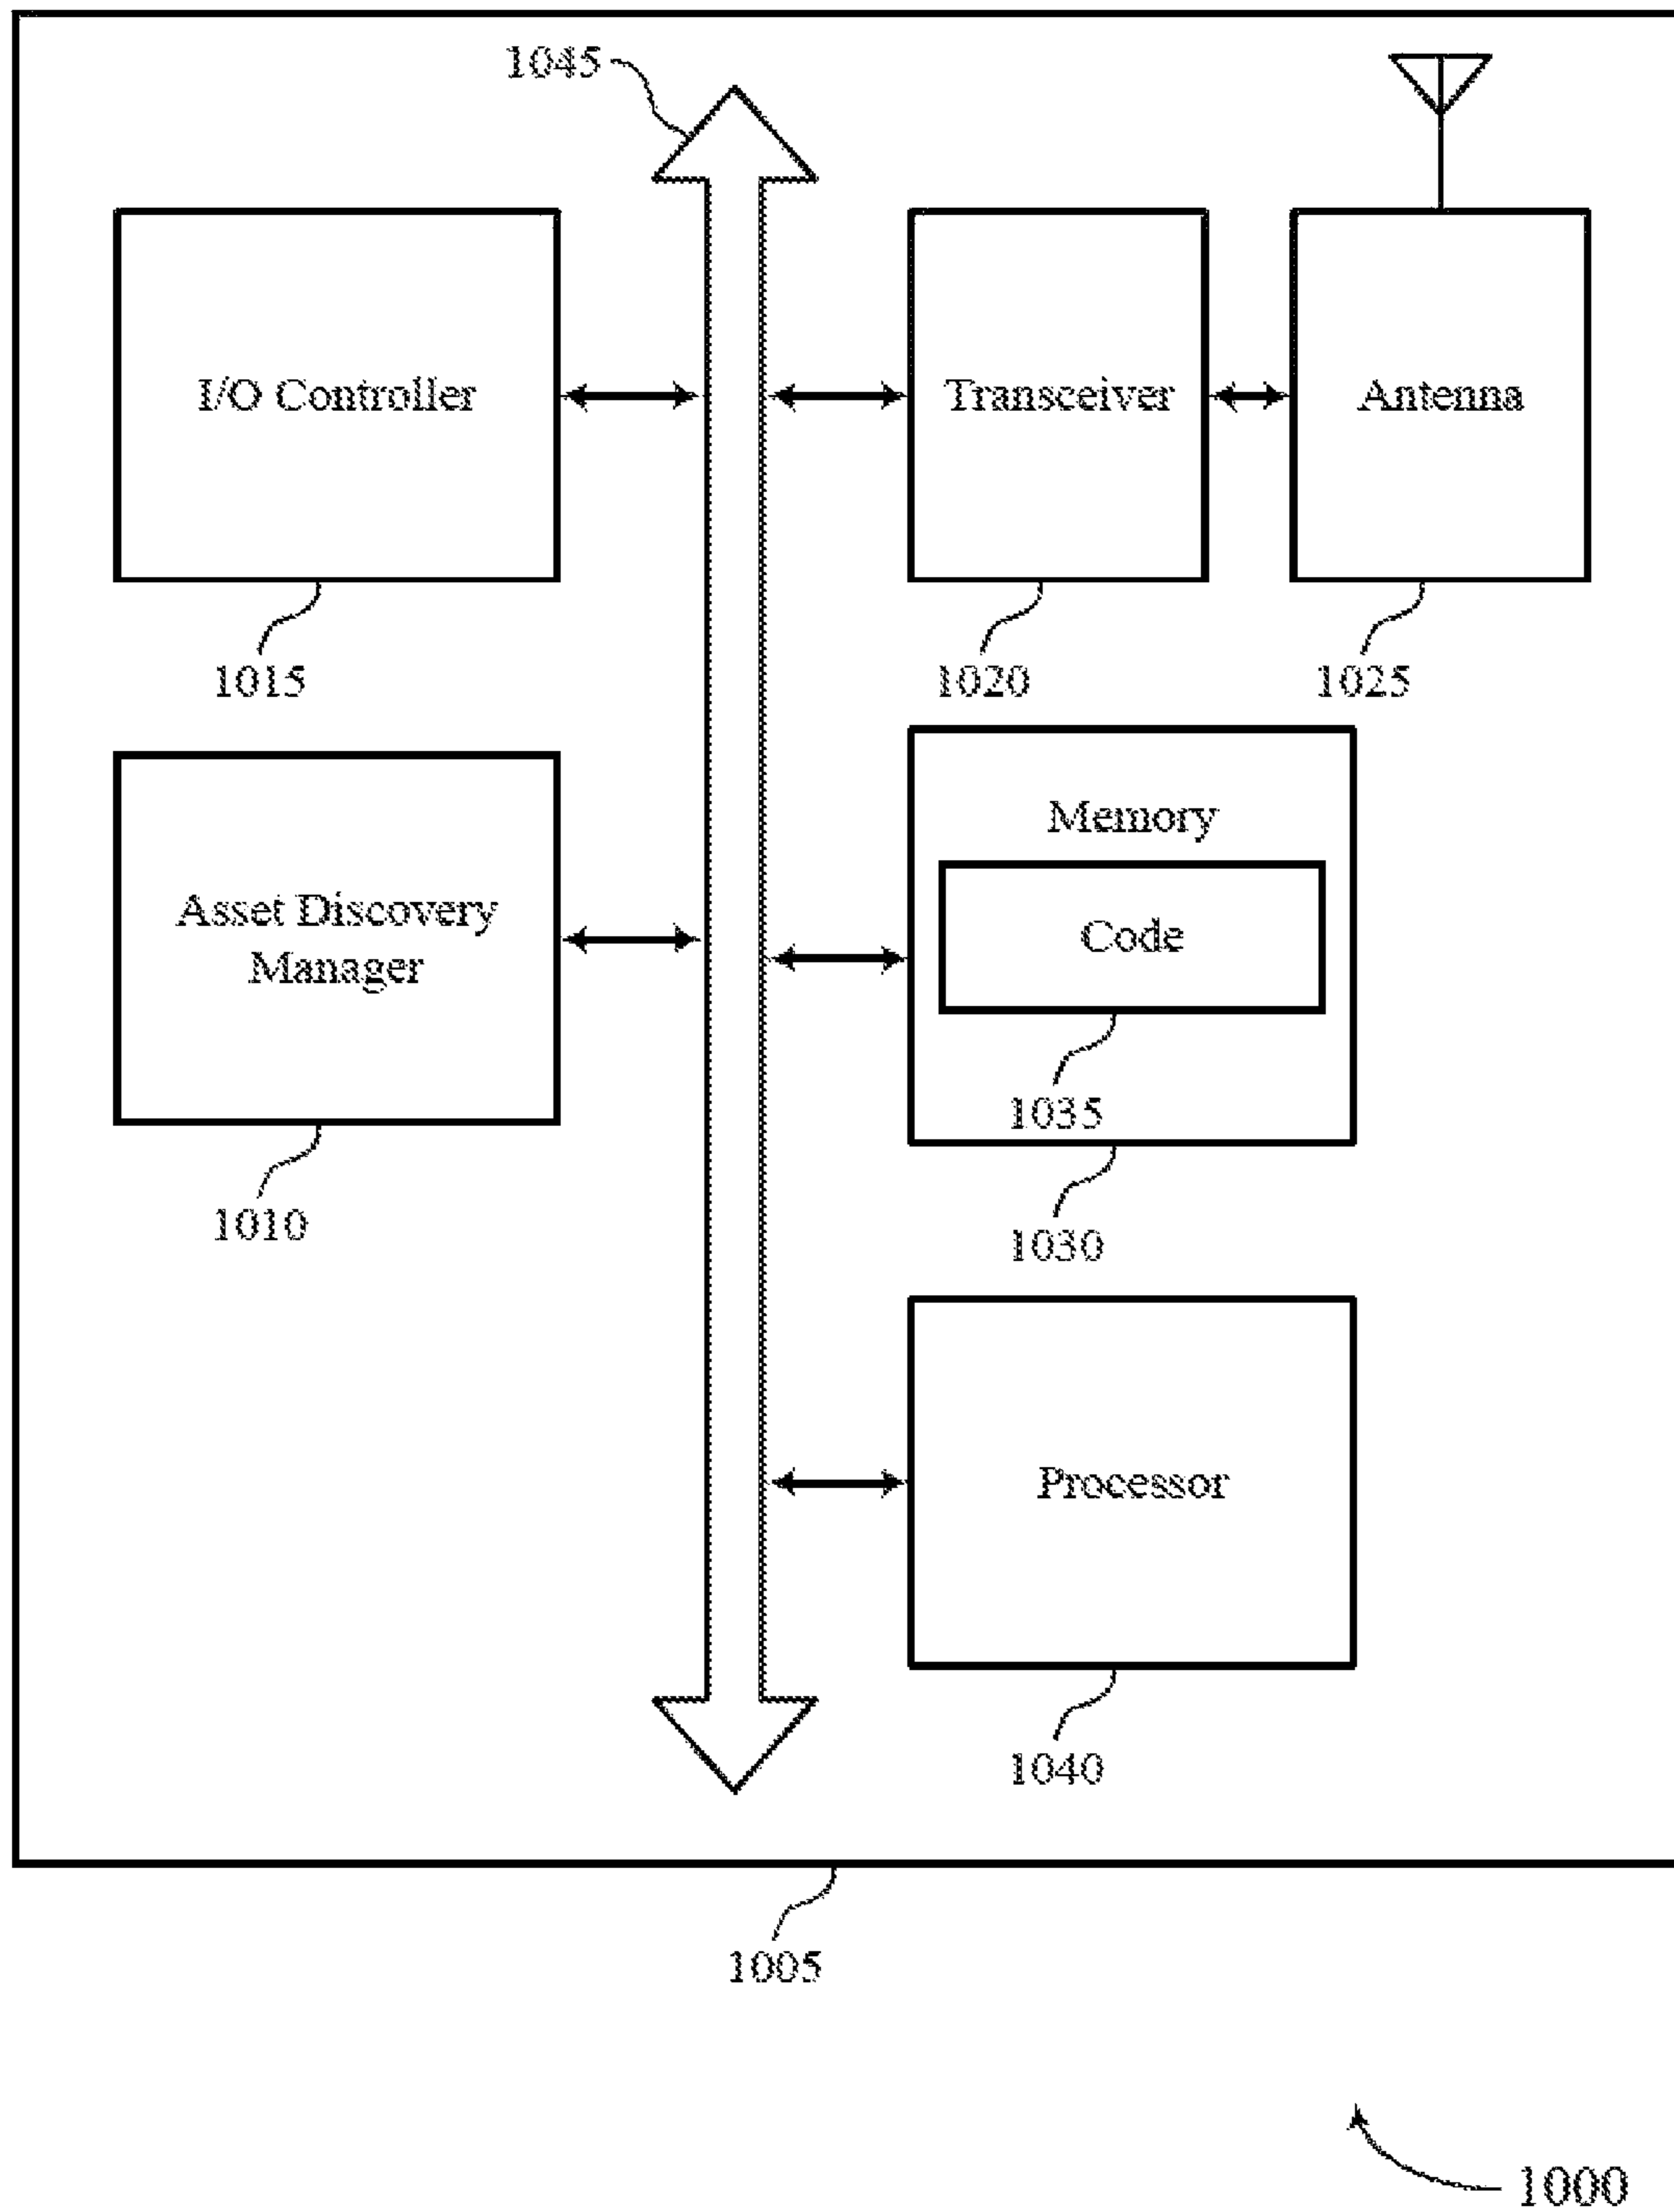 1045
I/O Controller
Transceiver
Antenna
1015
1020
1025
Memory
Asset Discovery
Manager
Code
1035
1010
1030
Processor
1040
1005
1000